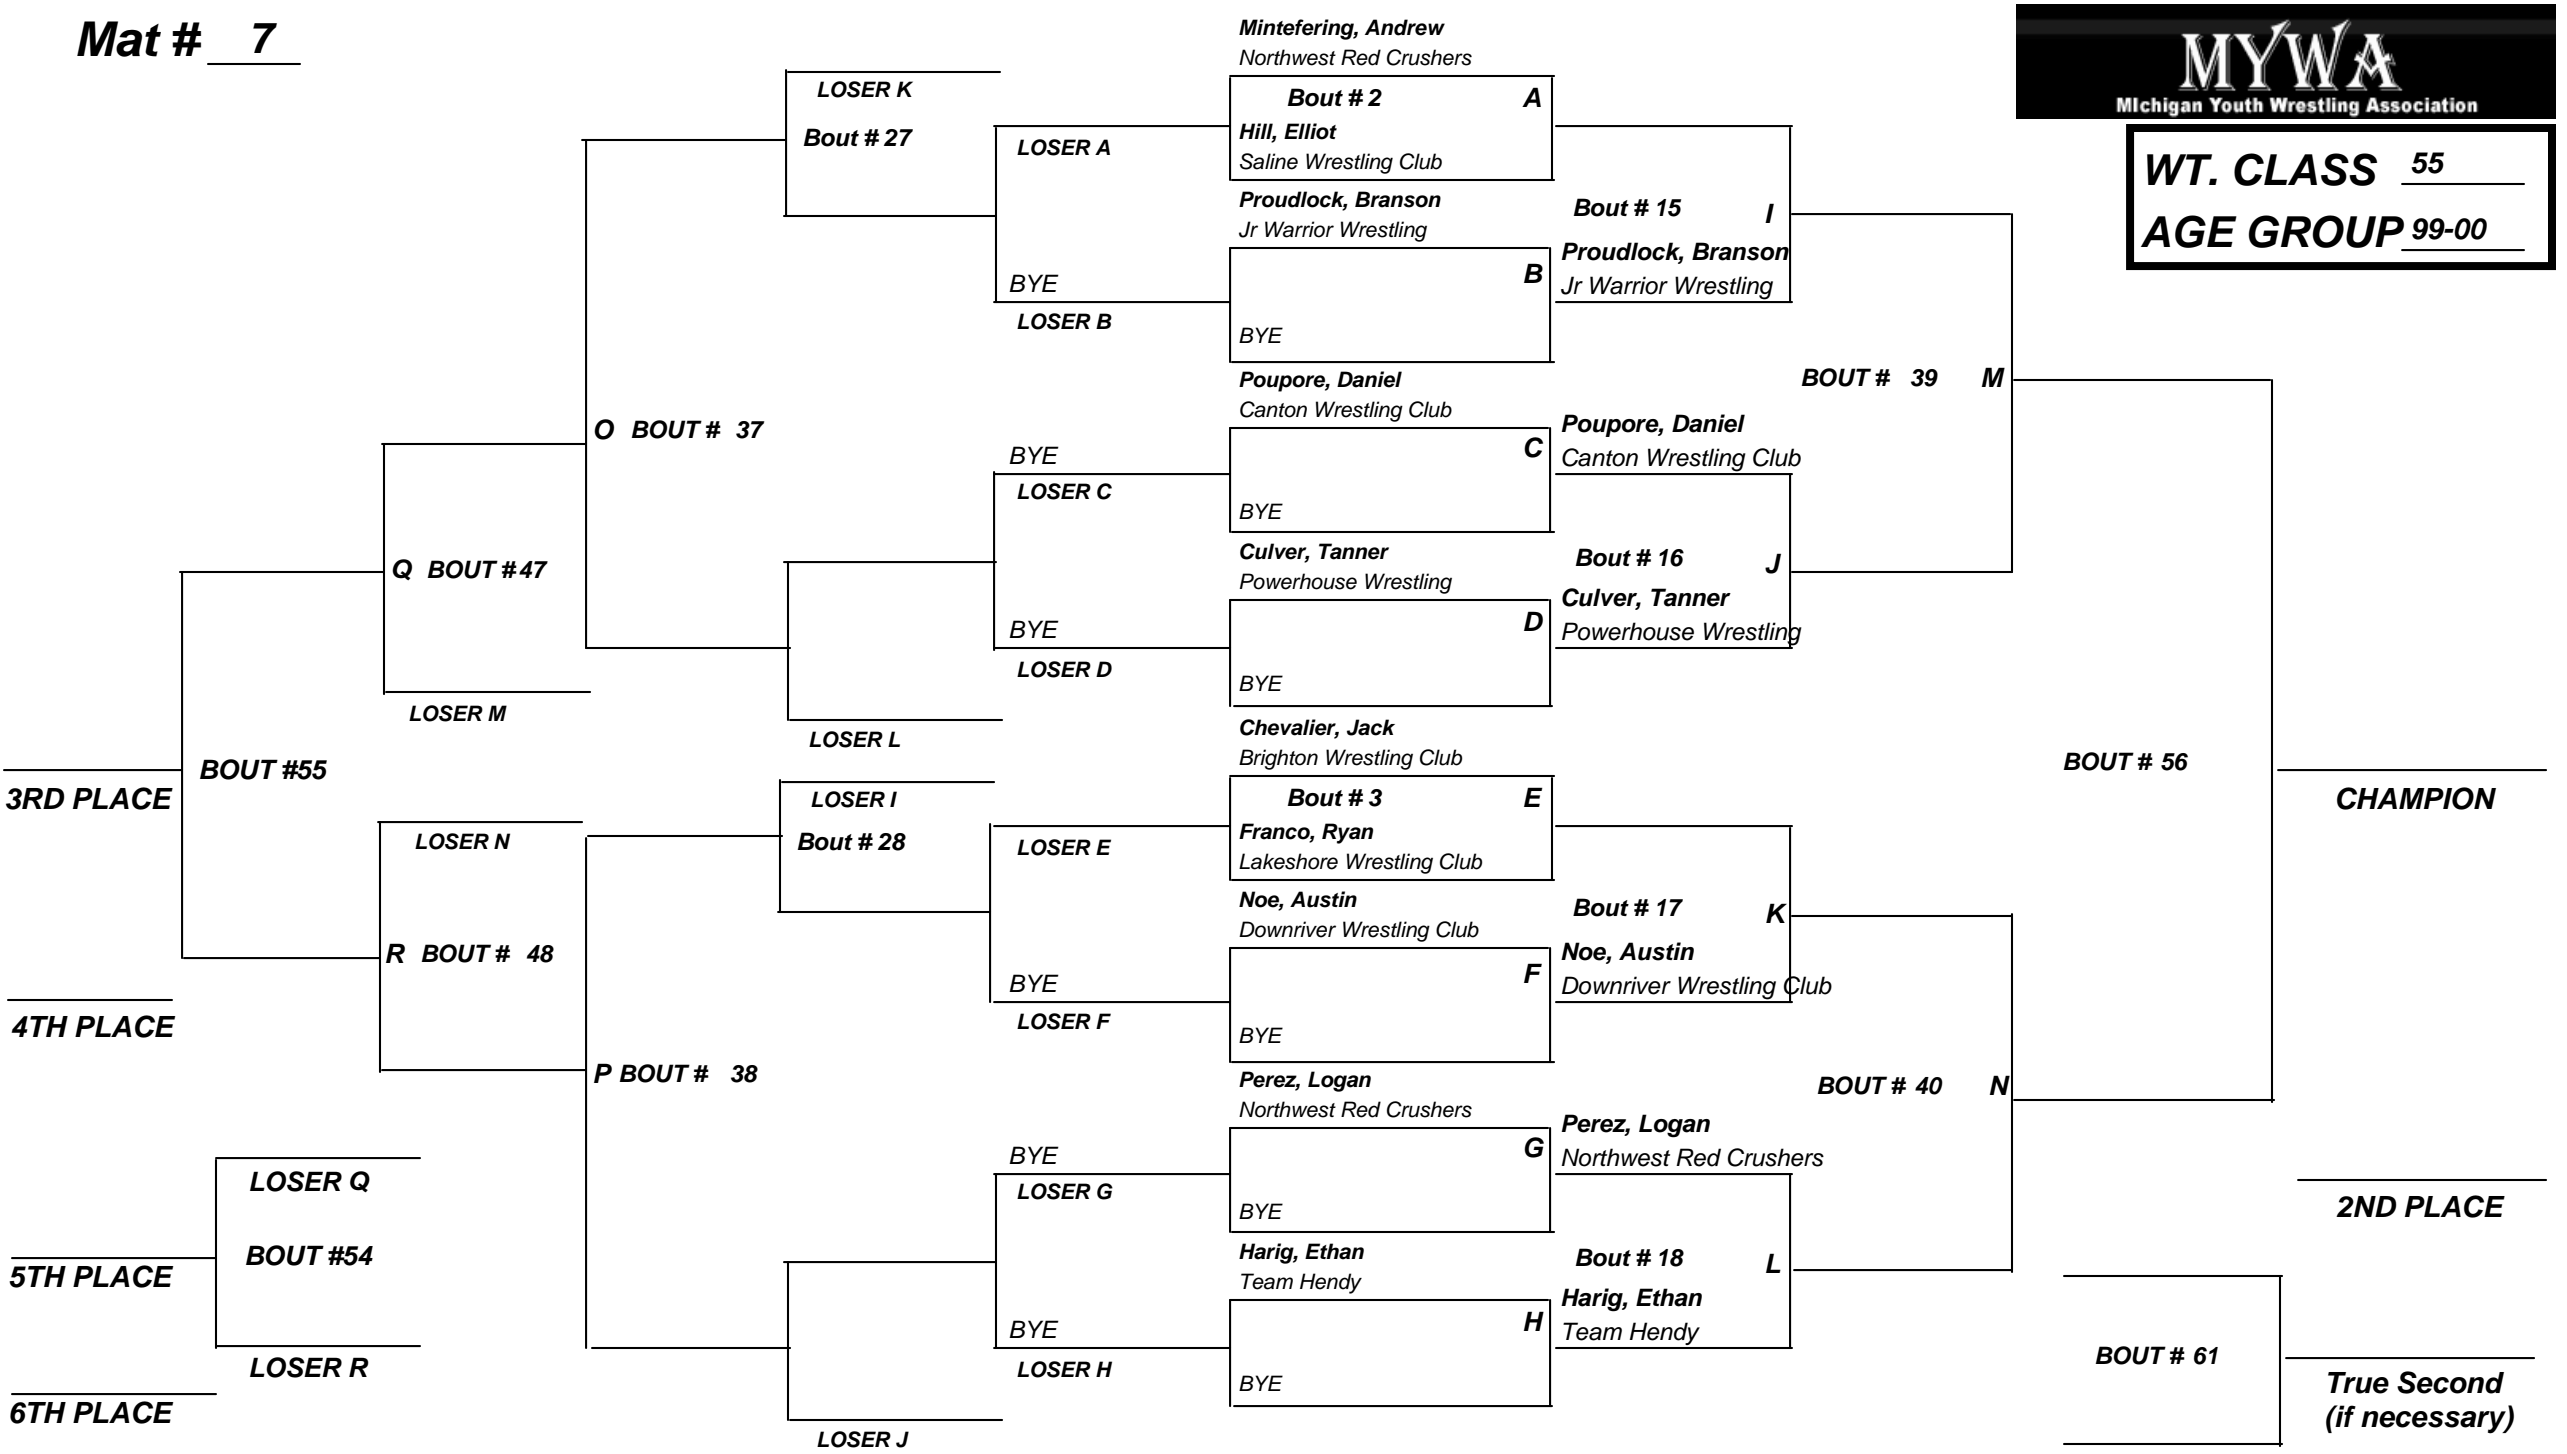 Mat # 7
MYWA
MIchigan Youth Wrestling Association
WT. CLASS 55
AGE GROUP 99-00
Mintefering, Andrew
Northwest Red Crushers
Bout # 2 A
Hill, Elliot
Saline Wrestling Club
Proudlock, Branson
Jr Warrior Wrestling
B
BYE
Poupore, Daniel
Canton Wrestling Club
C
BYE
Culver, Tanner
Powerhouse Wrestling
D
BYE
Chevalier, Jack
Brighton Wrestling Club
Bout # 3 E
Franco, Ryan
Lakeshore Wrestling Club
Noe, Austin
Downriver Wrestling Club
F
BYE
Perez, Logan
Northwest Red Crushers
G
BYE
Harig, Ethan
Team Hendy
H
BYE
Bout # 15 I
Proudlock, Branson
Jr Warrior Wrestling
Poupore, Daniel
Canton Wrestling Club
Bout # 16 J
Culver, Tanner
Powerhouse Wrestling
Bout # 17 K
Noe, Austin
Downriver Wrestling Club
Perez, Logan
Northwest Red Crushers
Bout # 18 L
Harig, Ethan
Team Hendy
BOUT # 39 M
BOUT # 40 N
BOUT # 56
CHAMPION
2ND PLACE
BOUT # 61
True Second
(if necessary)
LOSER A
BYE
LOSER B
BYE
LOSER C
BYE
LOSER D
LOSER E
BYE
LOSER F
BYE
LOSER G
BYE
LOSER H
LOSER K
Bout # 27
LOSER L
LOSER I
Bout # 28
LOSER J
O BOUT # 37
P BOUT # 38
Q BOUT #47
LOSER M
LOSER N
R BOUT # 48
BOUT #55
3RD PLACE
4TH PLACE
LOSER Q
BOUT #54
5TH PLACE
LOSER R
6TH PLACE